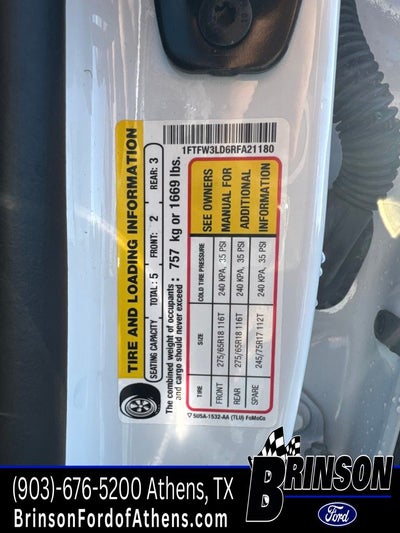 1FTFW3LD6RFA21180
TIRE AND LOADING INFORMATION
SEATING CAPACITY TOTAL : 5 FRONT: 2 REAR: 3
The combined weight of occupants
and cargo should never exceed : 757 kg or 1669 lbs.
TIRE SIZE COLD TIRE PRESSURE
FRONT 275/65R18 116T 240 KPA, 35 PSI
REAR 275/65R18 116T 240 KPA, 35 PSI
SPARE 245/75R17 112T 240 KPA, 35 PSI
SEE OWNERS
MANUAL FOR
ADDITIONAL
INFORMATION
5U5A-1532-AA (TLU) FoMoCo
(903)-676-5200 Athens, TX
BrinsonFordofAthens.com
BRINSON
Ford